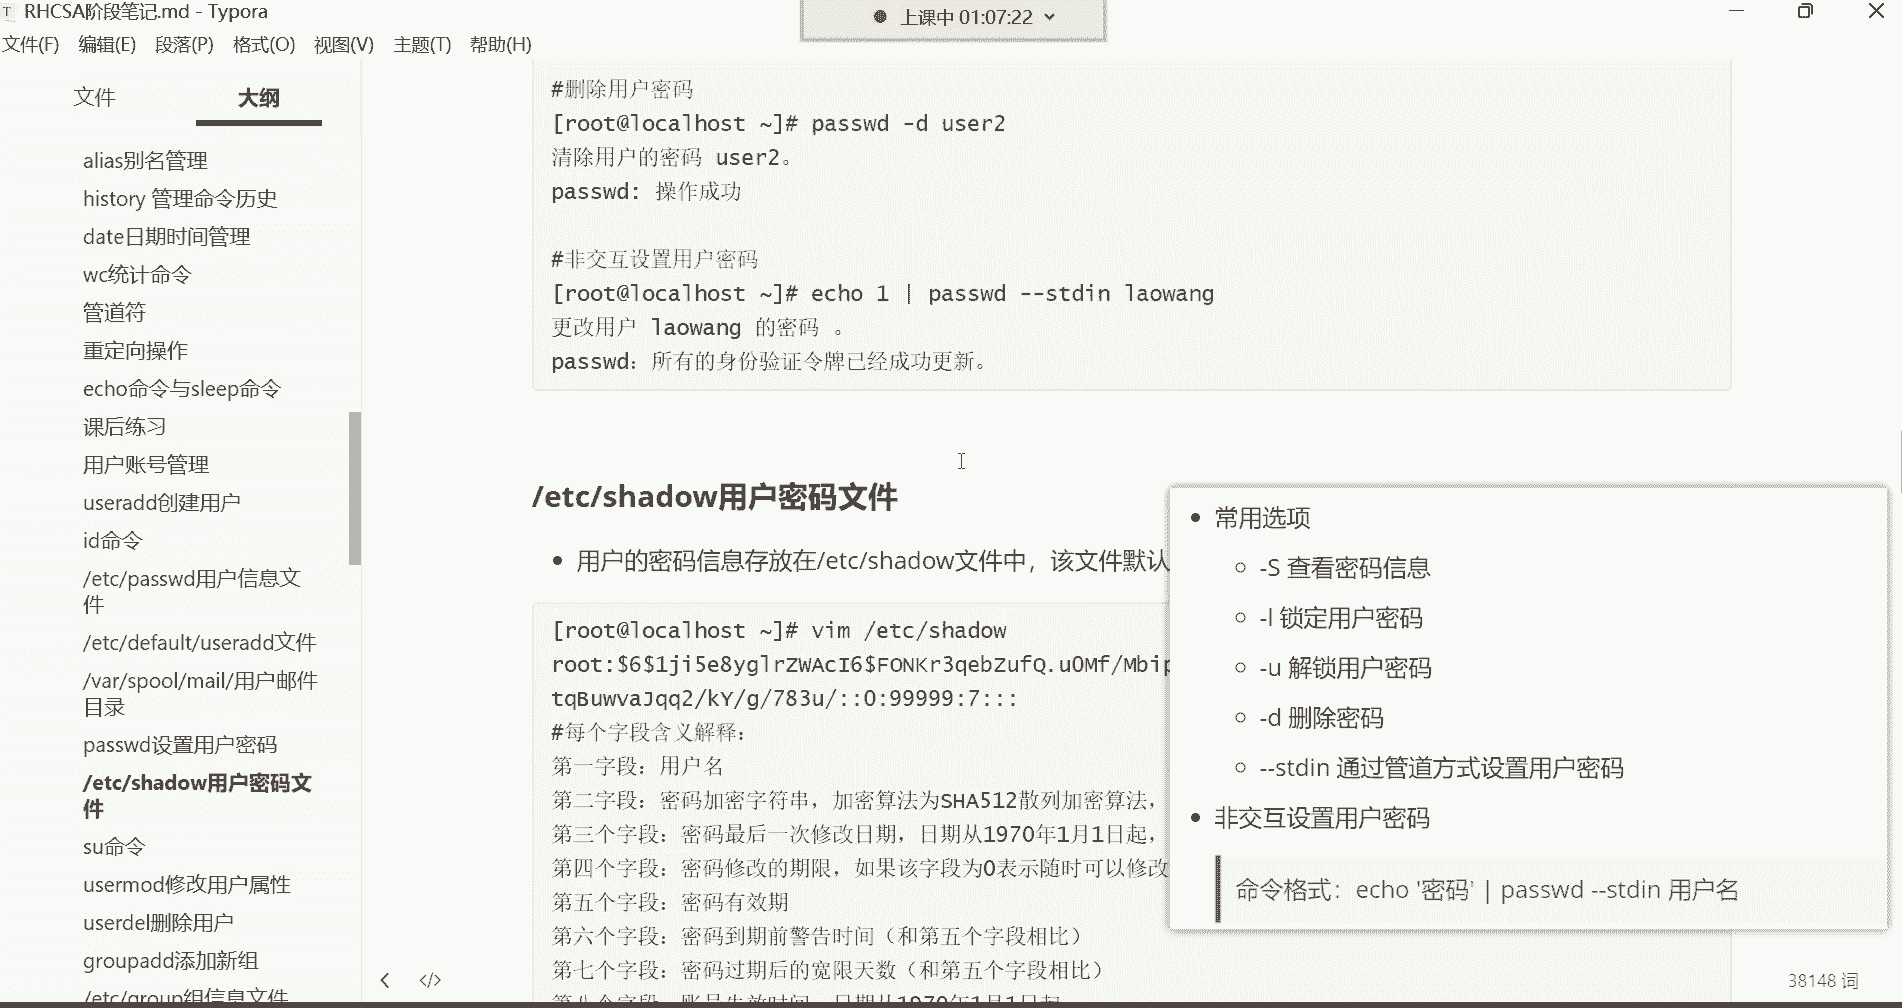 RHCSA阶段笔记.md - Typora
上课中 01:07:22
文件(F) 编辑(E) 段落(P) 格式(O) 视图(V) 主题(T) 帮助(H)
文件 大纲
alias别名管理
history 管理命令历史
date日期时间管理
wc统计命令
管道符
重定向操作
echo命令与sleep命令
课后练习
用户账号管理
useradd创建用户
id命令
/etc/passwd用户信息文
件
/etc/default/useradd文件
/var/spool/mail/用户邮件
目录
passwd设置用户密码
/etc/shadow用户密码文
件
su命令
usermod修改用户属性
userdel删除用户
groupadd添加新组
/etc/group组信息文件
#删除用户密码
[root@localhost ~]# passwd -d user2
清除用户的密码 user2。
passwd: 操作成功
#非交互设置用户密码
[root@localhost ~]# echo 1 | passwd --stdin laowang
更改用户 laowang 的密码 。
passwd：所有的身份验证令牌已经成功更新。
/etc/shadow用户密码文件
用户的密码信息存放在/etc/shadow文件中，该文件默认
[root@localhost ~]# vim /etc/shadow
root:$6$1ji5e8yglrZWAcI6$FONKr3qebZufQ.uOMf/Mbip
tqBuwvaJqq2/kY/g/783u/::0:99999:7:::
#每个字段含义解释：
第一字段：用户名
第二字段：密码加密字符串，加密算法为SHA512散列加密算法，
第三个字段：密码最后一次修改日期，日期从1970年1月1日起，
第四个字段：密码修改的期限，如果该字段为0表示随时可以修改
第五个字段：密码有效期
第六个字段：密码到期前警告时间（和第五个字段相比）
第七个字段：密码过期后的宽限天数（和第五个字段相比）
第八个字段：账号失效时间，日期从1970年1月1日起
常用选项
-S 查看密码信息
-l 锁定用户密码
-u 解锁用户密码
-d 删除密码
--stdin 通过管道方式设置用户密码
非交互设置用户密码
命令格式：echo '密码' | passwd --stdin 用户名
38148 词